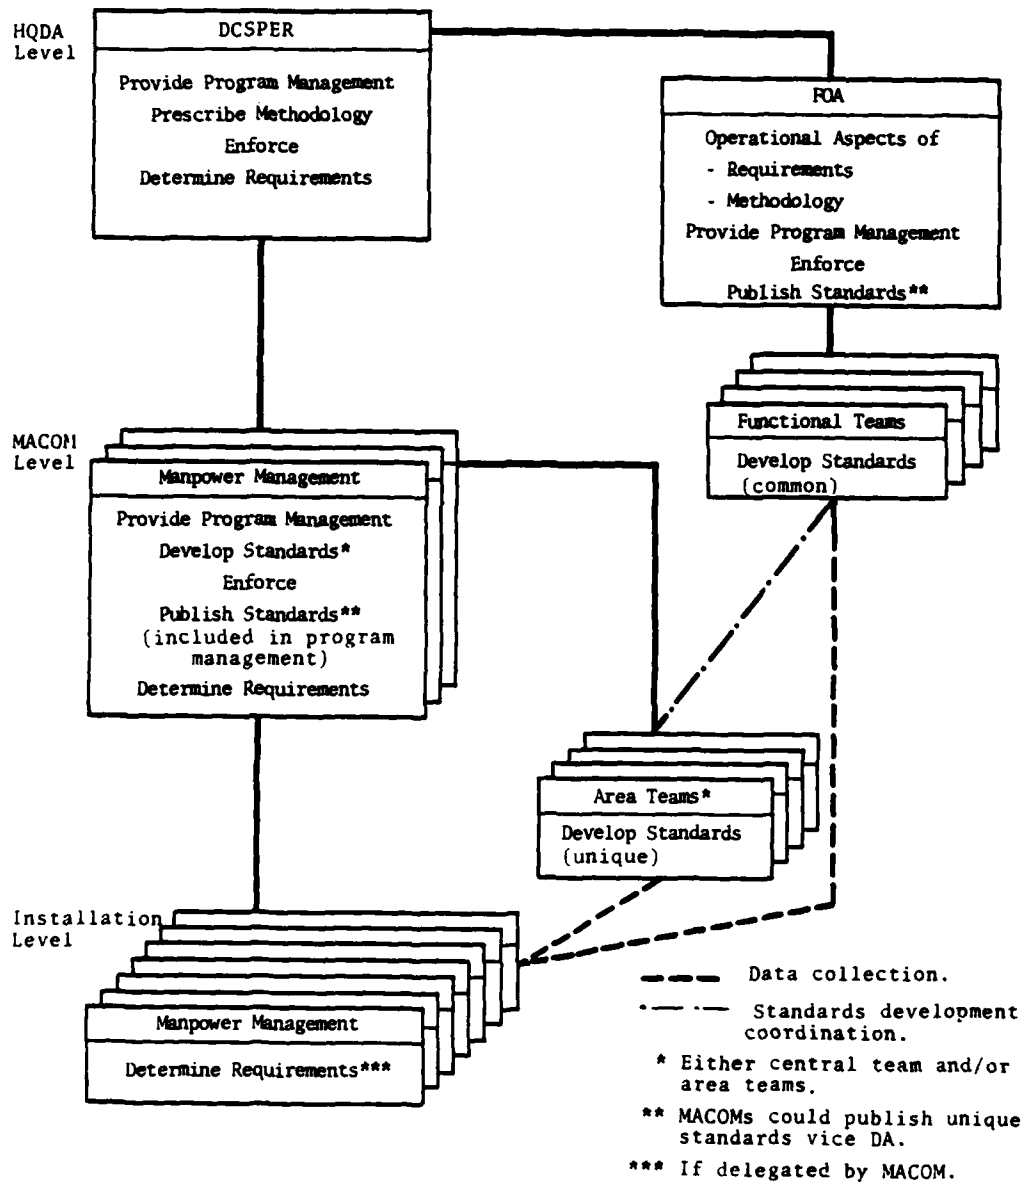 HQDA
Level
DCSPER
Provide Program Management
Prescribe Methodology
Enforce
Determine Requirements
FOA
Operational Aspects of
- Requirements
- Methodology
Provide Program Management
Enforce
Publish Standards**
Functional Teams
Develop Standards
(common)
MACOM
Level
Manpower Management
Provide Program Management
Develop Standards*
Enforce
Publish Standards**
(included in program
management)
Determine Requirements
Area Teams*
Develop Standards
(unique)
Installation
Level
Manpower Management
Determine Requirements***
Data collection.
Standards development
coordination.
* Either central team and/or
area teams.
** MACOMs could publish unique
standards vice DA.
*** If delegated by MACOM.